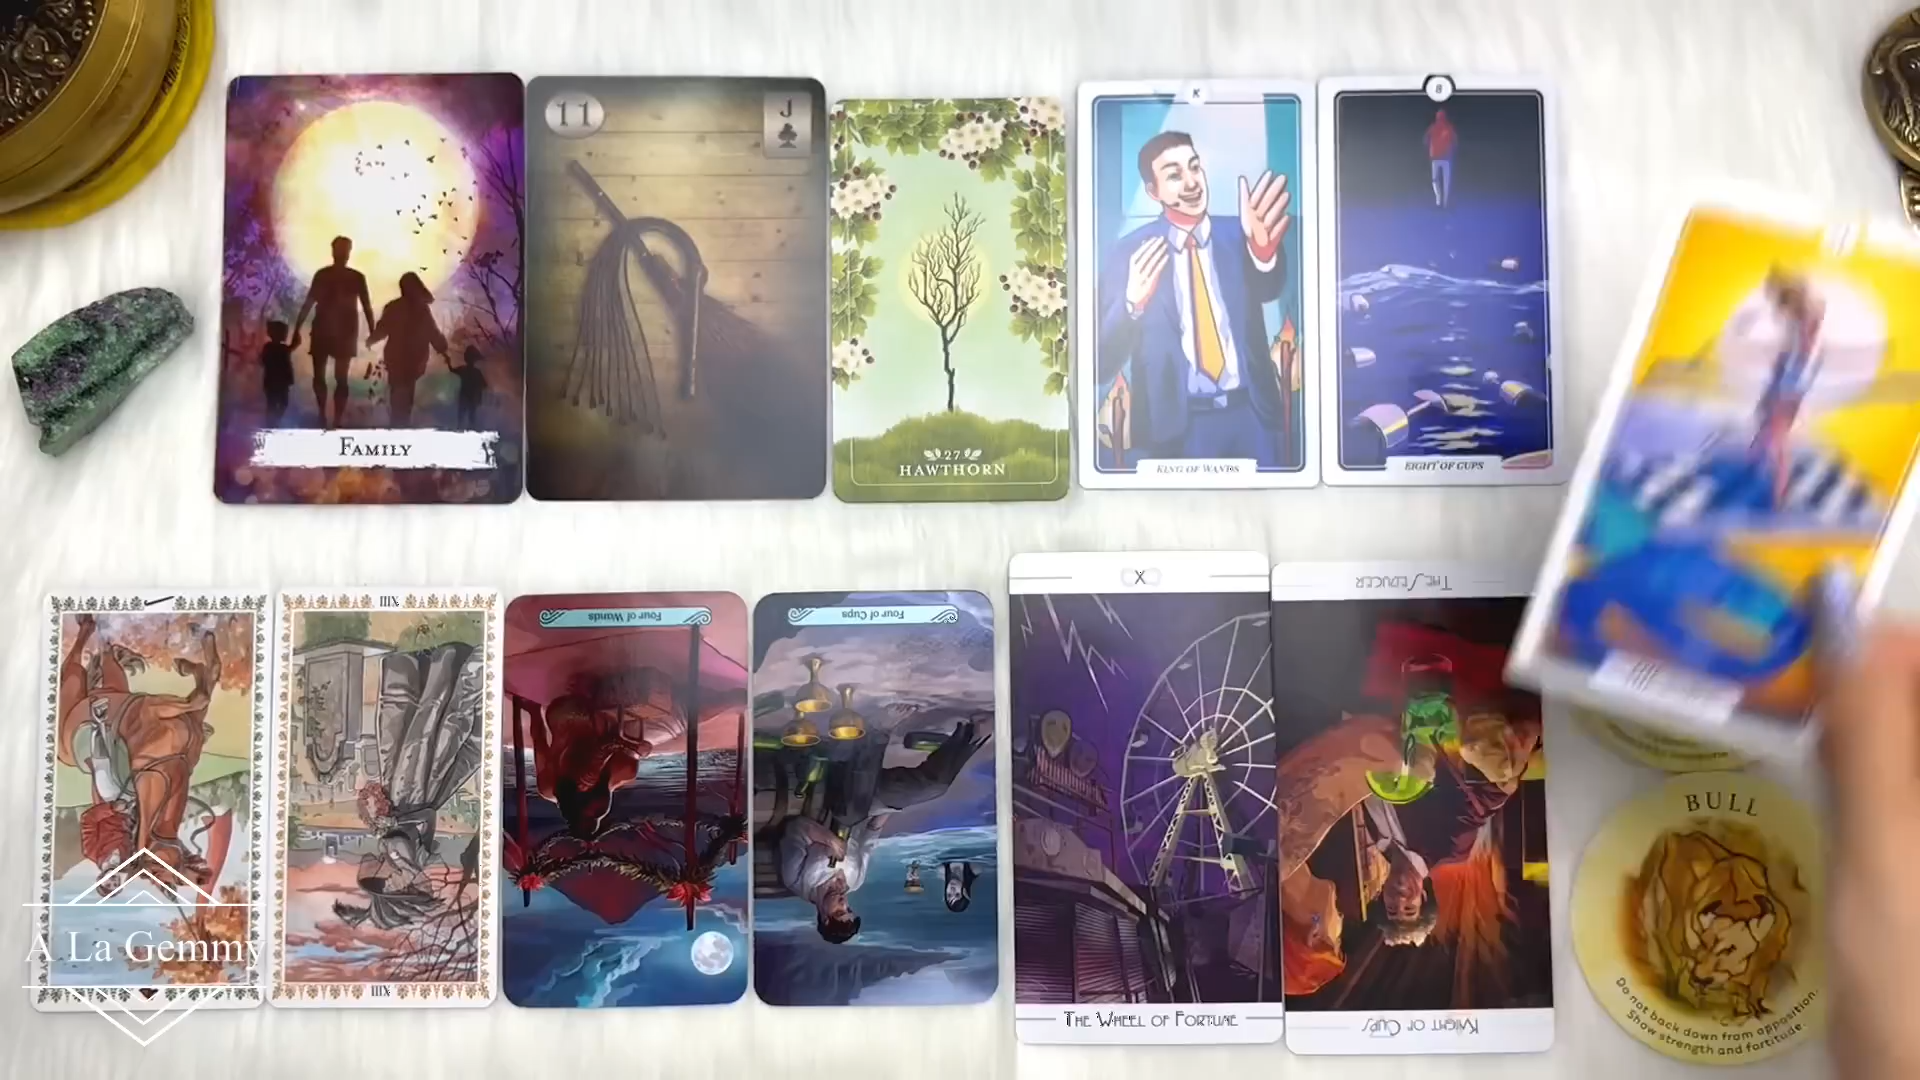 FAMILY
11
J
27
HAWTHORN
K
KING OF WANDS
8
EIGHT OF CUPS
XIII
XIII
Four of Wands
Four of Cups
X
THE WHEEL OF FORTUNE
THE SEDUCER
KNIGHT OF CUPS
BULL
Do not back down from opposition.
Show strength and fortitude.
À La Gemmy